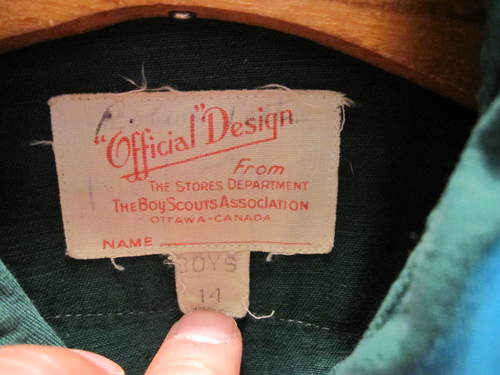 "Official" Design
From
THE STORES DEPARTMENT
THE BOY SCOUTS ASSOCIATION
OTTAWA-CANADA
NAME
BOYS
14